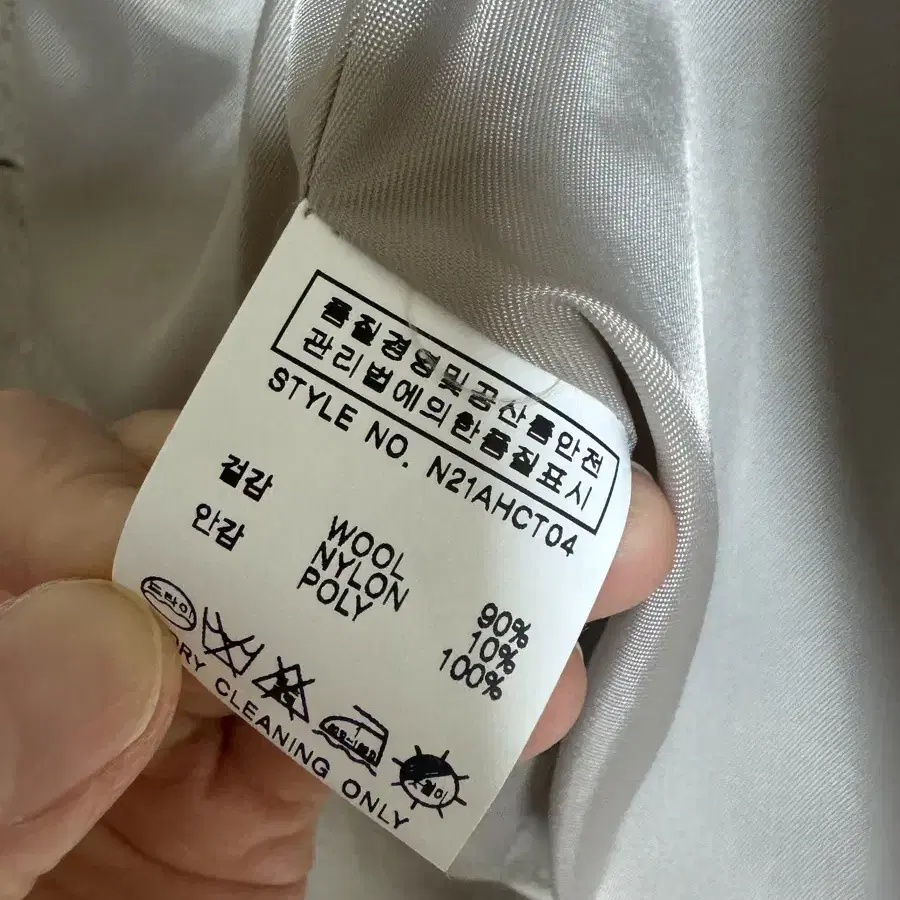 품질경영및공산품안전
관리법에의한품질표시
STYLE NO. N21AHCT04
겉감 WOOL 90%
NYLON 10%
안감 POLY 100%
드라이
DRY CLEANING ONLY